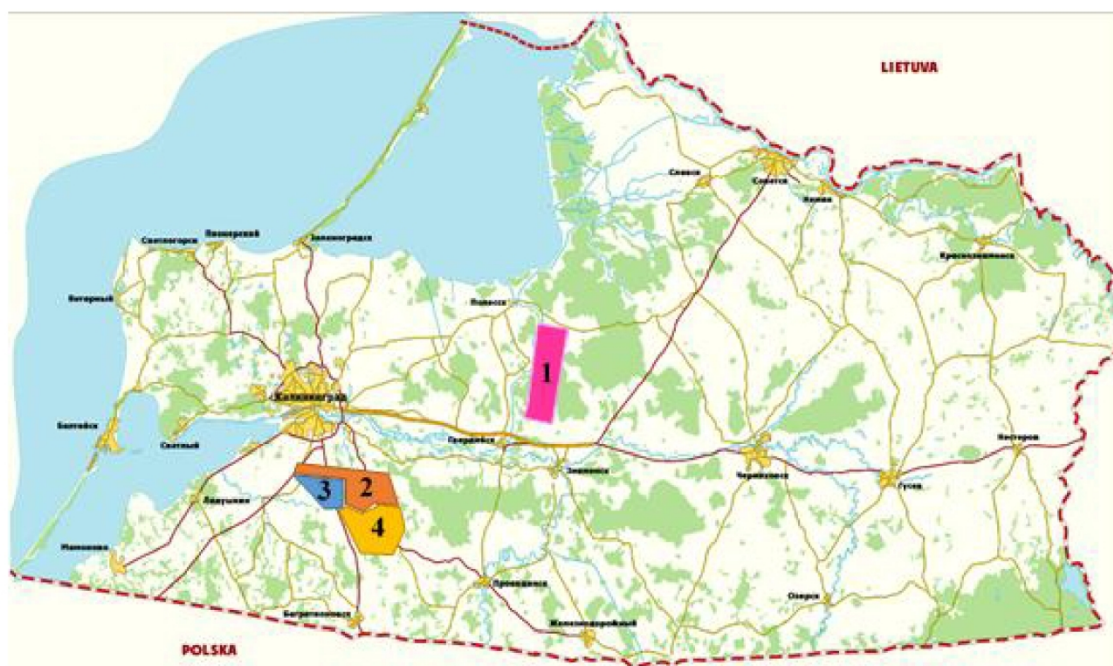 LIETUVA
Советск
Славск
Неман
Пионерский
Светлогорск
Зеленоградск
Краснознаменск
Янтарный
Полесск
1
Калининград
Балтийск
Светлый
Гвардейск
Знаменск
Черняховск
Гусев
Нестеров
Ладушкин
3
2
4
Мамоново
Правдинск
Озерск
Багратионовск
Железнодорожный
POLSKA